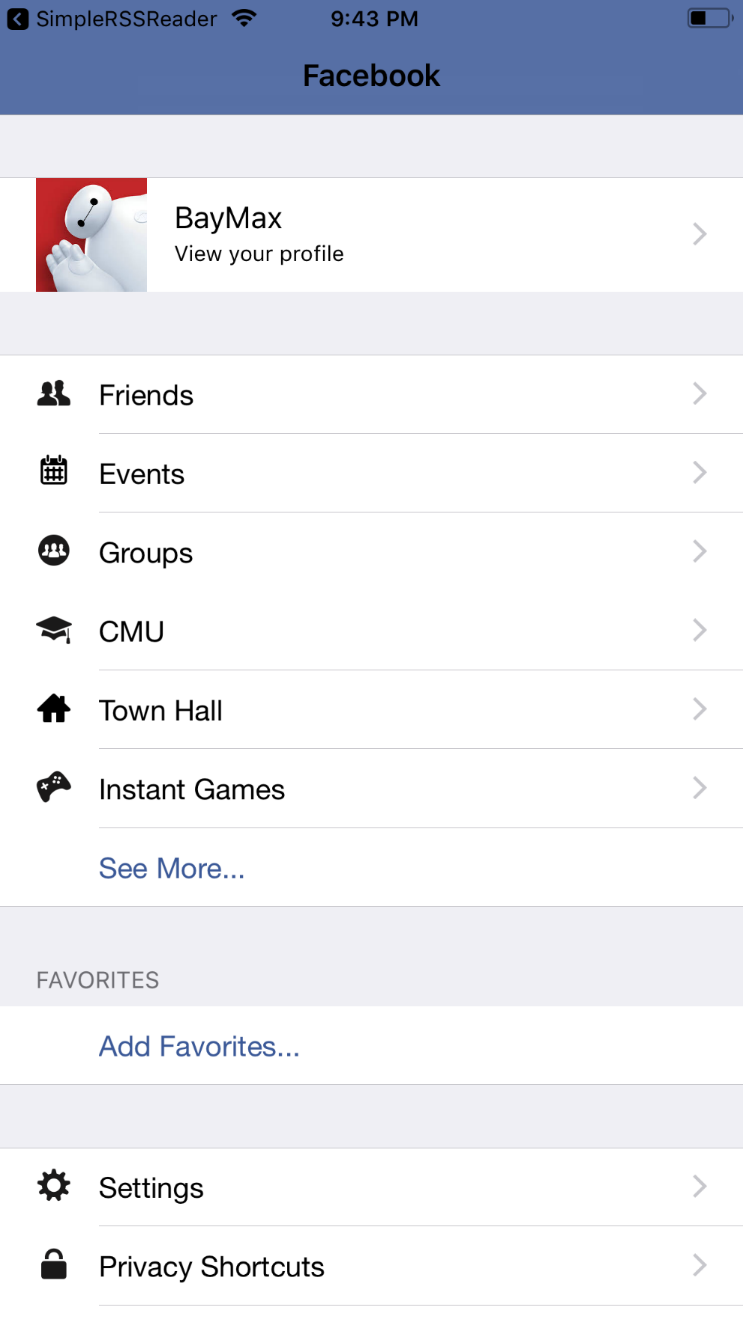 SimpleRSSReader 9:43 PM
Facebook
BayMax
View your profile
Friends
Events
Groups
CMU
Town Hall
Instant Games
See More...
FAVORITES
Add Favorites...
Settings
Privacy Shortcuts